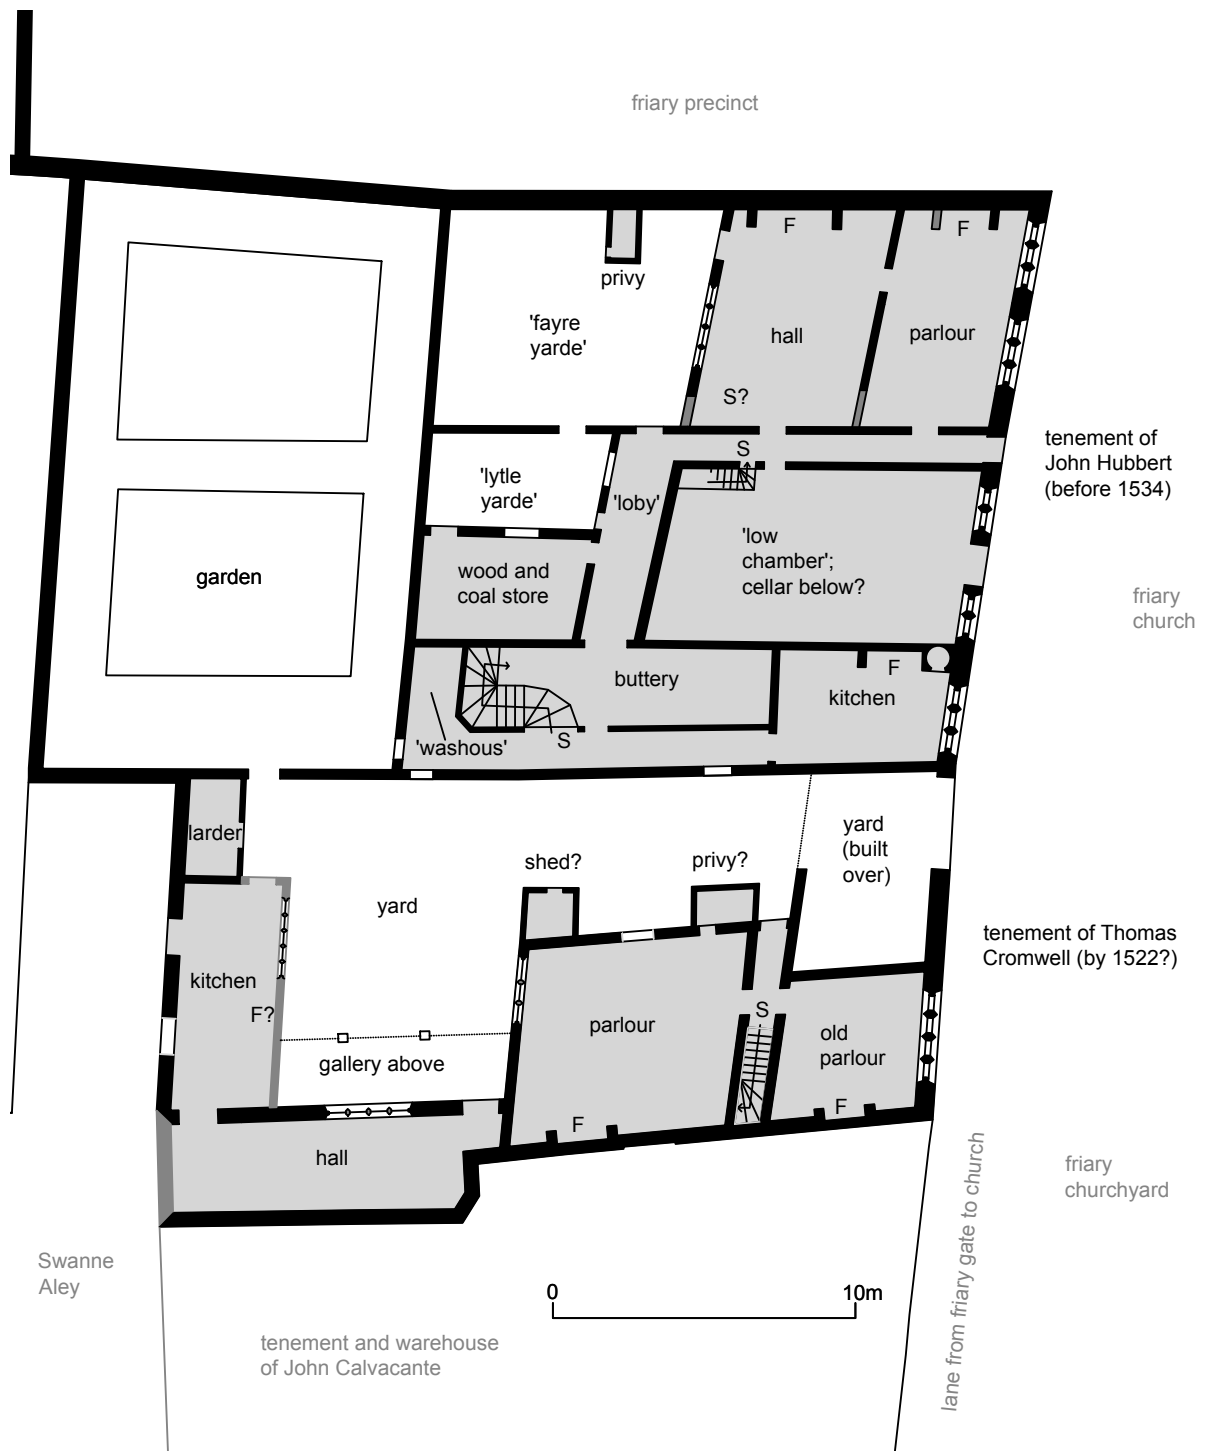 friary precinct
F
F
privy
'fayre
yarde'
hall
parlour
S?
S
tenement of
John Hubbert
(before 1534)
'lytle
yarde'
'loby'
'low
chamber';
cellar below?
garden
wood and
coal store
friary
church
buttery
F
kitchen
'washous'
S
larder
shed?
privy?
yard
(built
over)
yard
tenement of Thomas
Cromwell (by 1522?)
kitchen
F?
parlour
S
old
parlour
gallery above
F
F
hall
friary
churchyard
lane from friary gate to church
Swanne
Aley
0
10m
tenement and warehouse
of John Calvacante